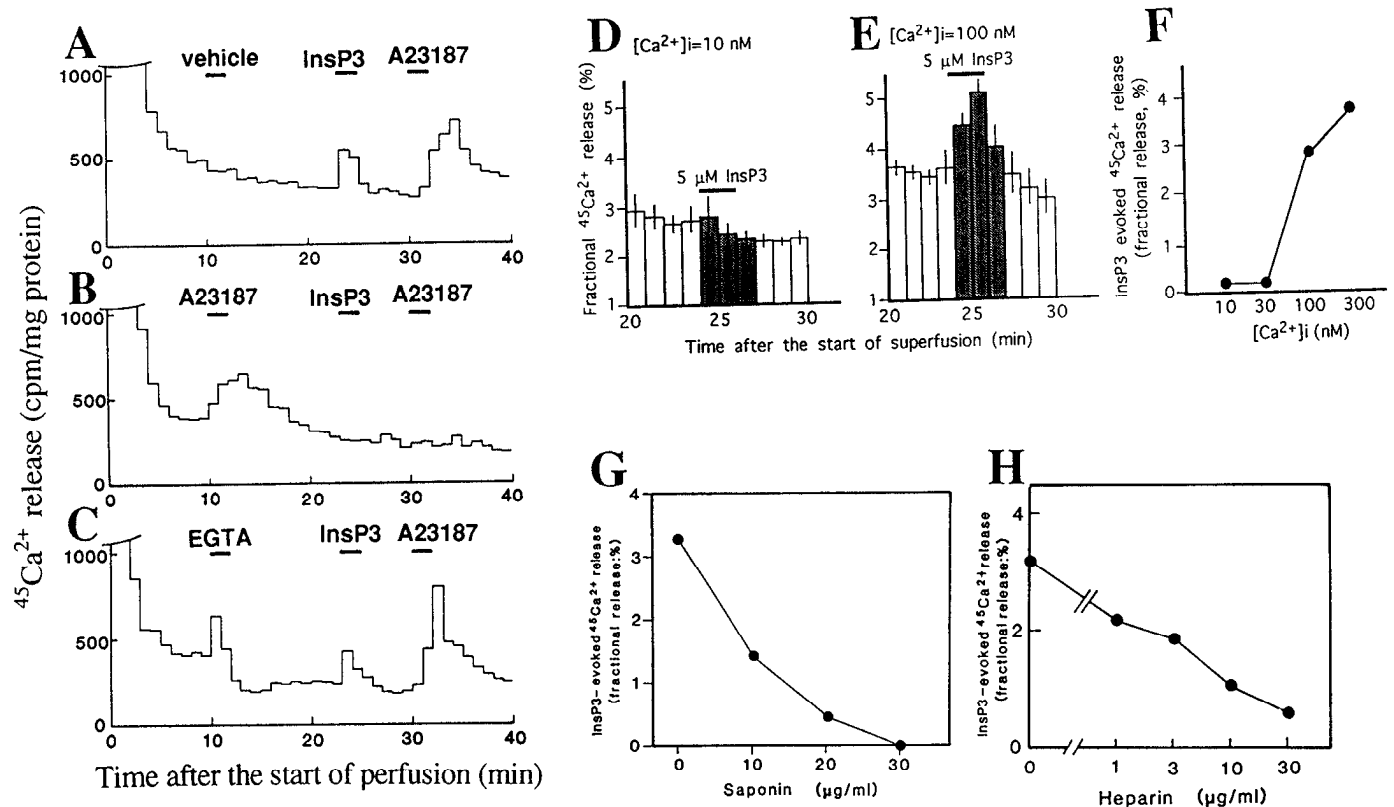 A
vehicle InsP3 A23187
1000
500
0
0 10 20 30 40
B
A23187 InsP3 A23187
1000
500
0
0 10 20 30 40
C
EGTA InsP3 A23187
1000
500
0
0 10 20 30 40
45Ca2+ release (cpm/mg protein)
Time after the start of perfusion (min)
D [Ca2+]i=10 nM
Fractional 45Ca2+ release (%)
5 μM InsP3
5
4
3
2
1
20 25 30
E [Ca2+]i=100 nM
5 μM InsP3
5
4
3
2
1
20 25 30
Time after the start of superfusion (min)
F
InsP3 evoked 45Ca2+ release
(fractional release, %)
4
3
2
1
0
10 30 100 300
[Ca2+]i (nM)
G
InsP3-evoked 45Ca2+ release
(fractional release:%)
4
3
2
1
0
0 10 20 30
Saponin (μg/ml)
H
InsP3-evoked 45Ca2+ release
(fractional release:%)
4
2
0
0 1 3 10 30
Heparin (μg/ml)